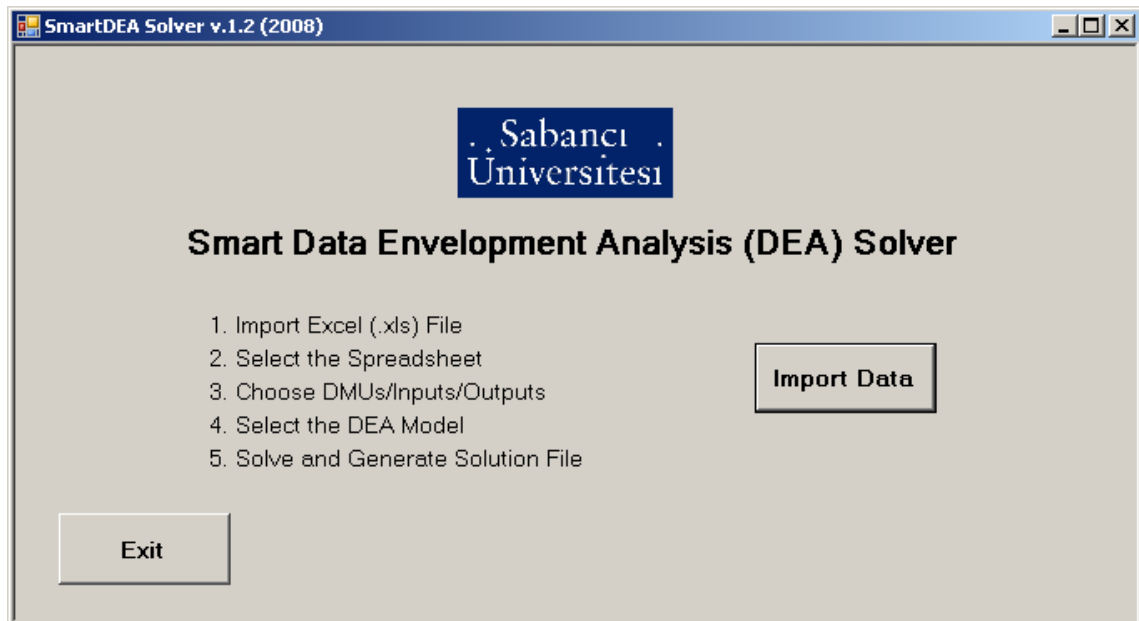 SmartDEA Solver v.1.2 (2008)
Sabancı
Üniversitesi
Smart Data Envelopment Analysis (DEA) Solver
1. Import Excel (.xls) File
2. Select the Spreadsheet
3. Choose DMUs/Inputs/Outputs
4. Select the DEA Model
5. Solve and Generate Solution File
Import Data
Exit